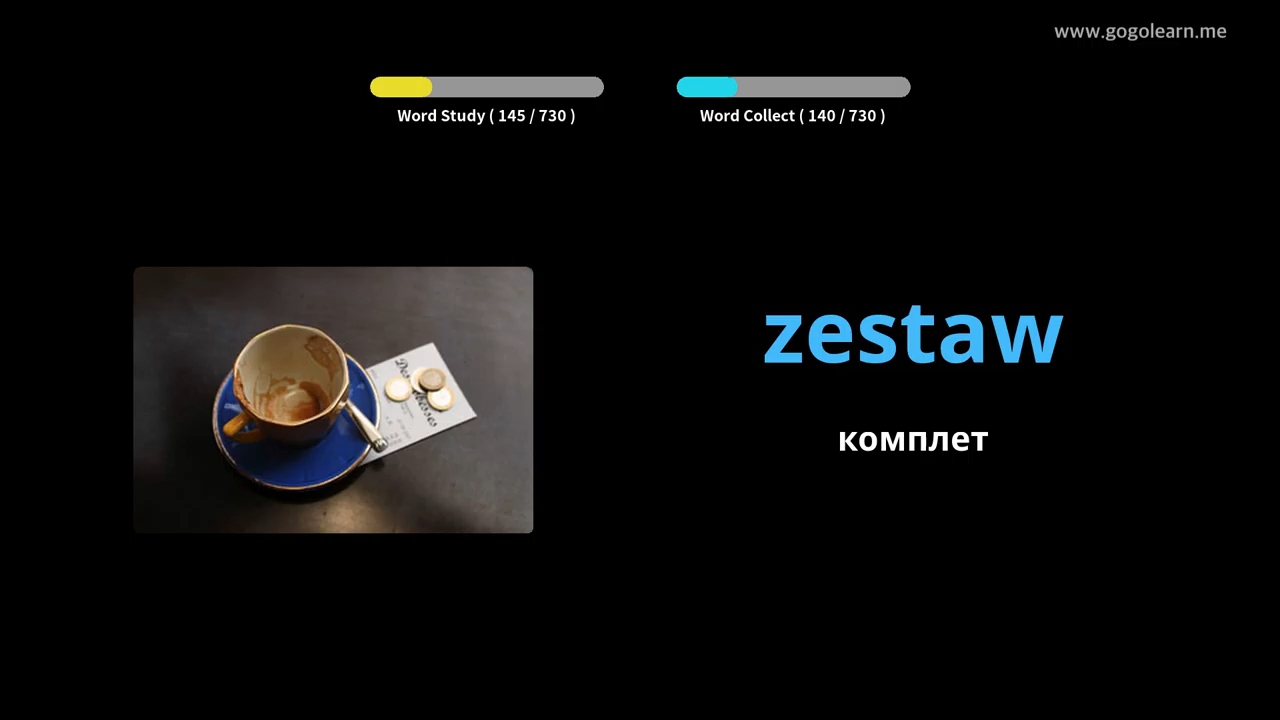 www.gogolearn.me
Word Study ( 145 / 730 )
Word Collect ( 140 / 730 )
zestaw
комплет